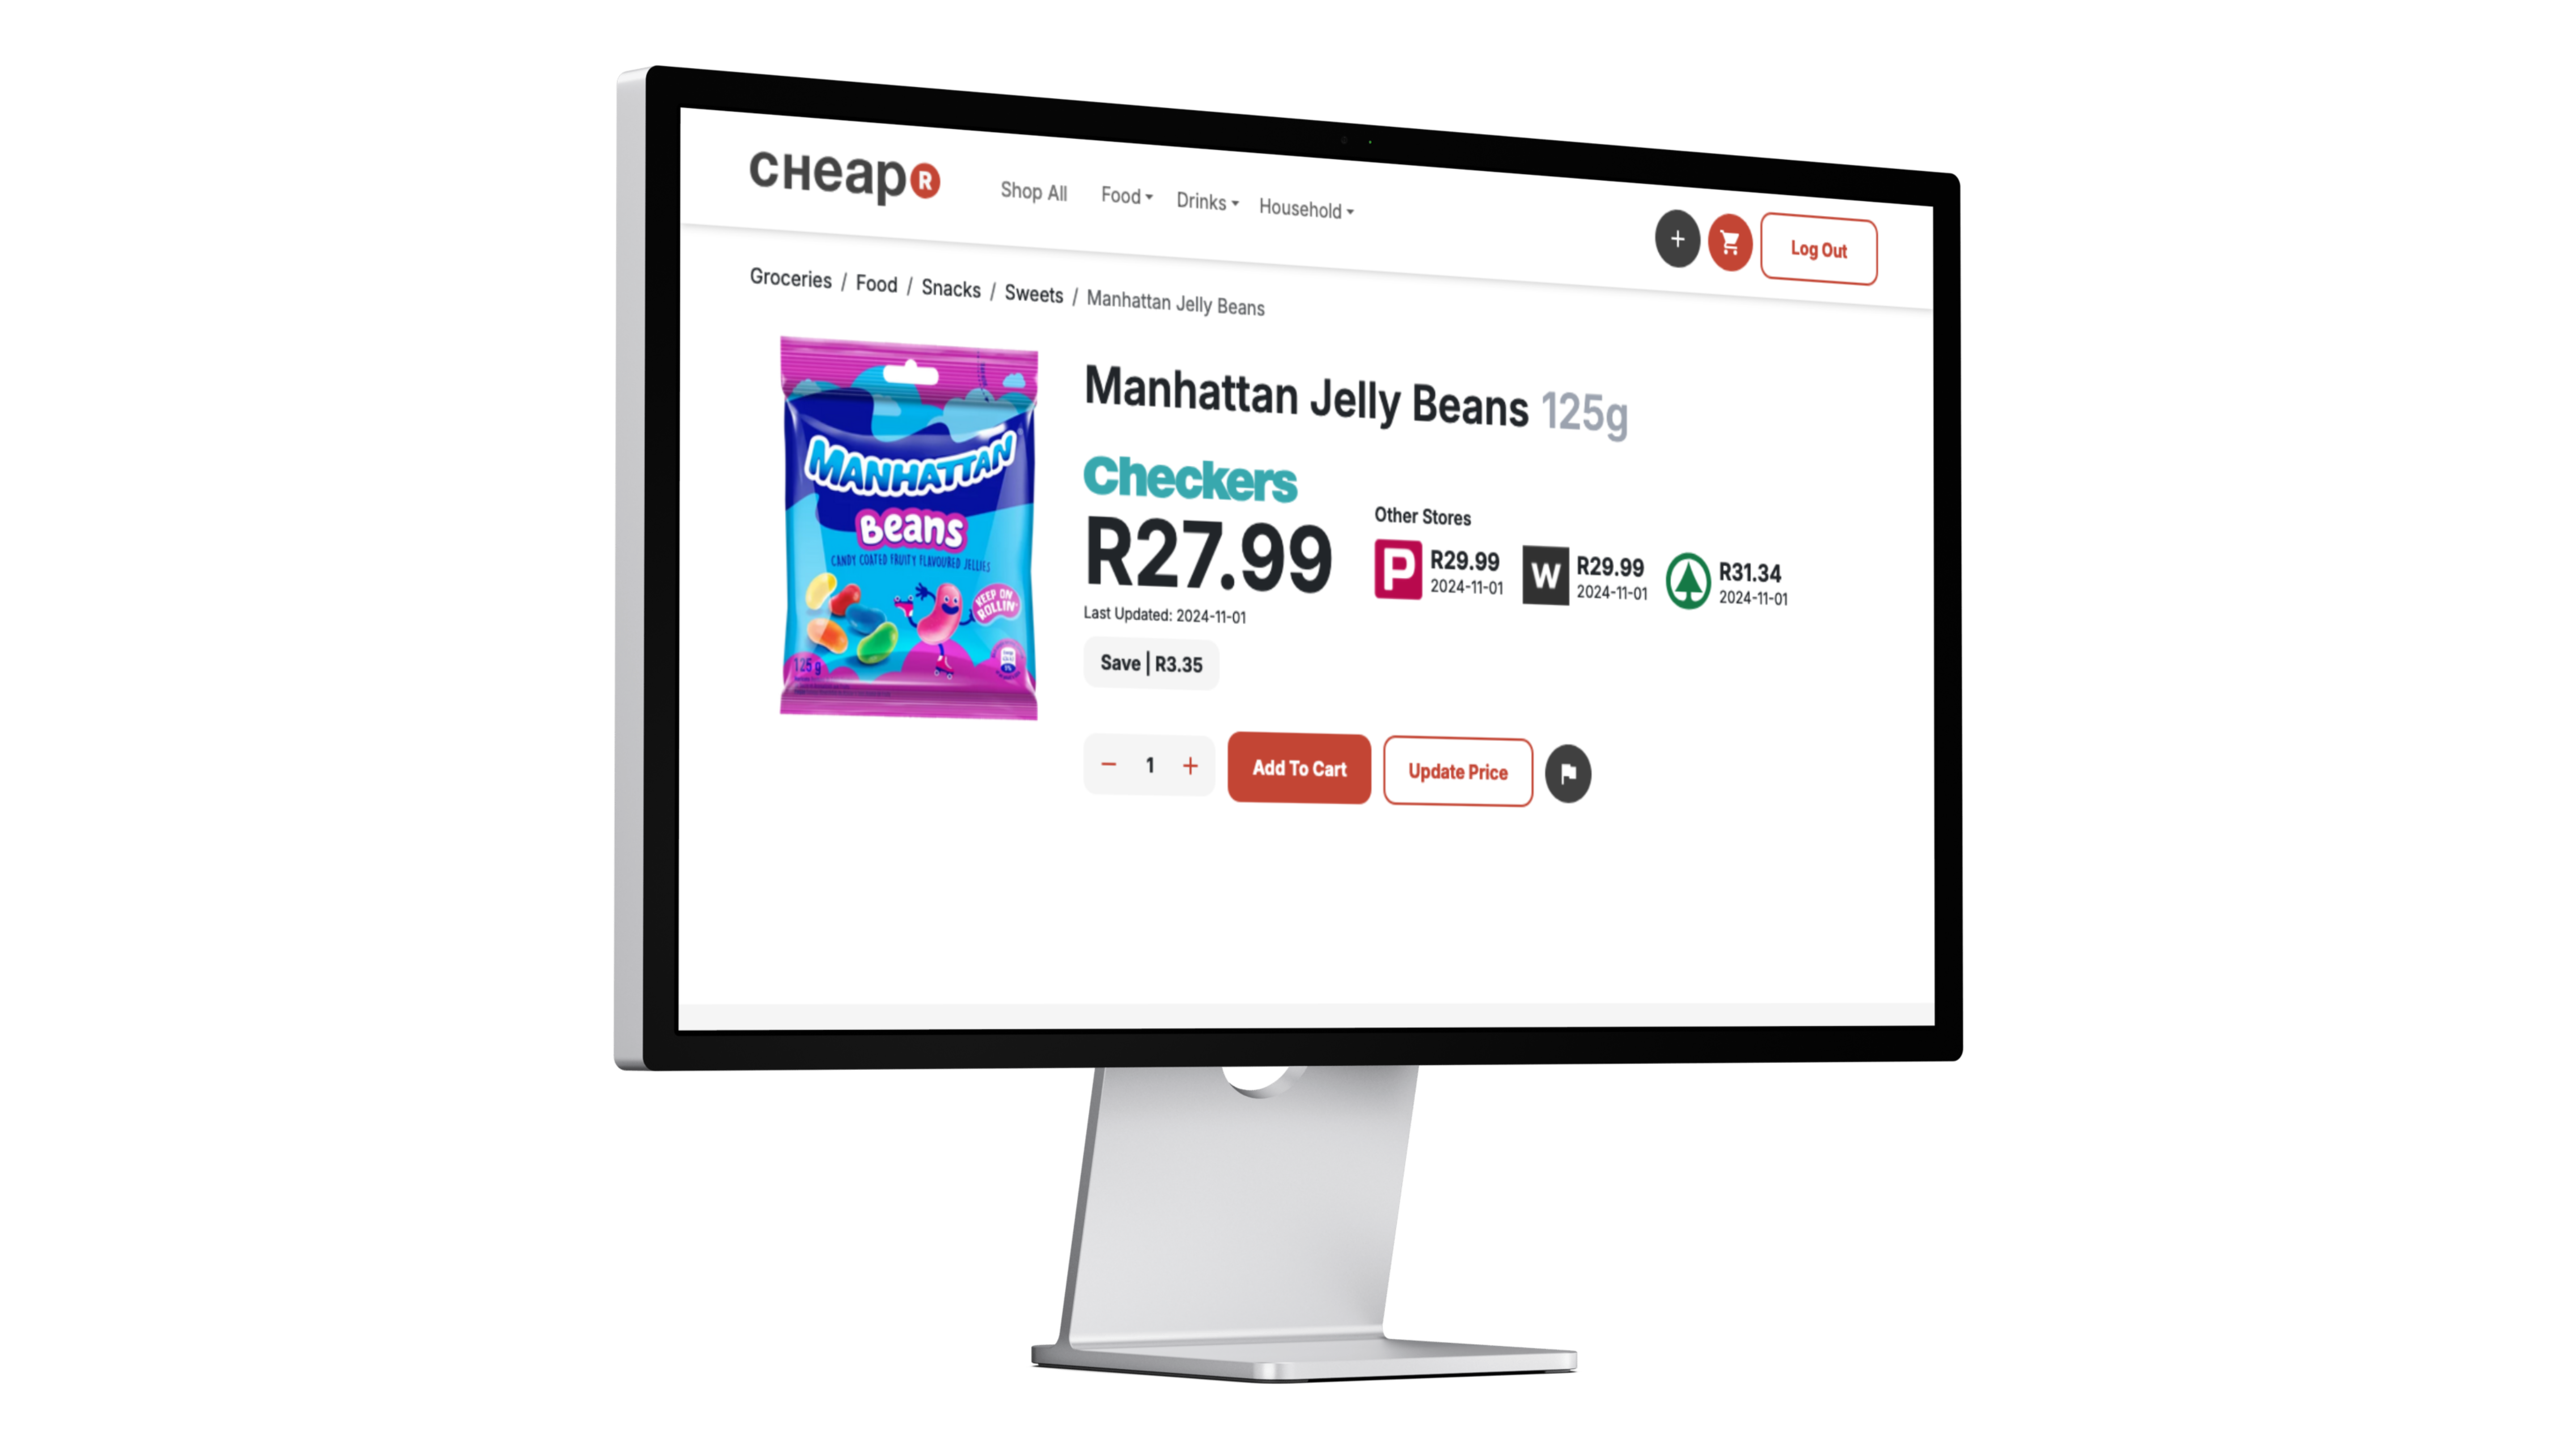 CHeapR
Shop All Food Drinks Household
Log Out
Groceries / Food / Snacks / Sweets / Manhattan Jelly Beans
MANHATTAN
Beans
CANDY COATED FRUITY FLAVOURED JELLIES
KEEP ON
ROLLIN'
125 g
Manhattan Jelly Beans 125g
Checkers
R27.99
Last Updated: 2024-11-01
Save | R3.35
Other Stores
P R29.99
2024-11-01
W R29.99
2024-11-01
R31.34
2024-11-01
− 1 +
Add To Cart
Update Price